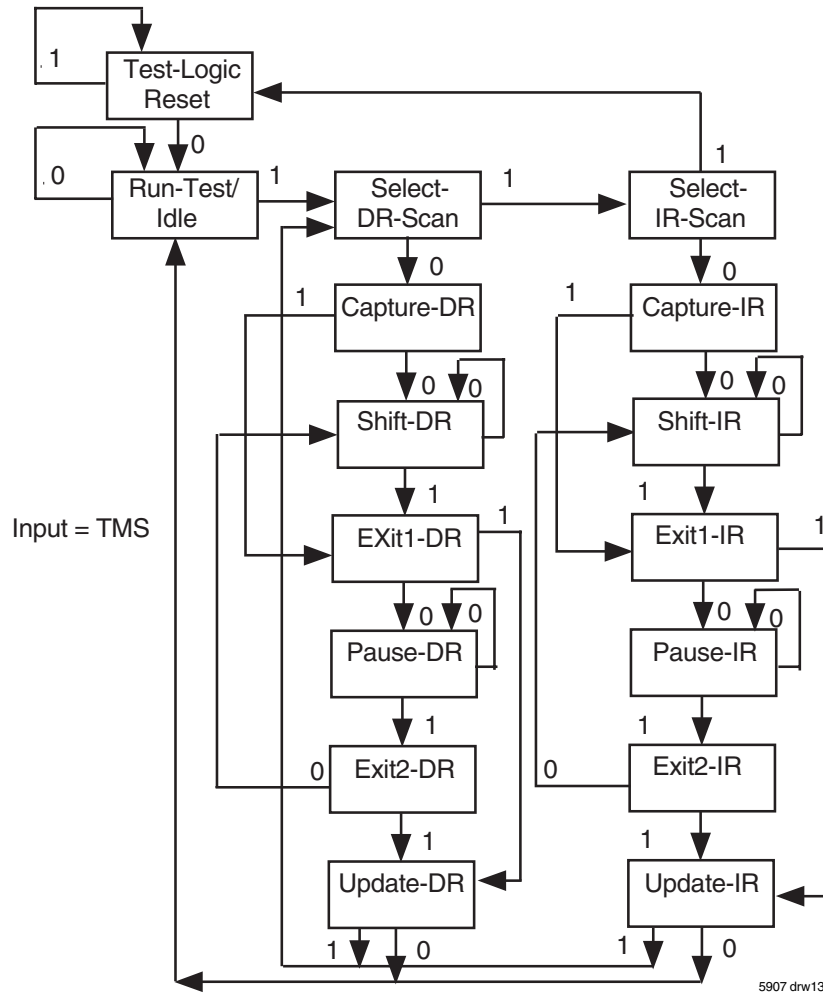 1
Test-Logic
Reset
0
0
Run-Test/
Idle
1
Select-
DR-Scan
1
Select-
IR-Scan
1
0
0
1
Capture-DR
1
Capture-IR
0
0
0
0
Shift-DR
Shift-IR
1
1
Input = TMS
EXit1-DR
1
Exit1-IR
1
0
0
0
0
Pause-DR
Pause-IR
1
1
0
Exit2-DR
0
Exit2-IR
1
1
Update-DR
Update-IR
1
0
1
0
5907 drw13